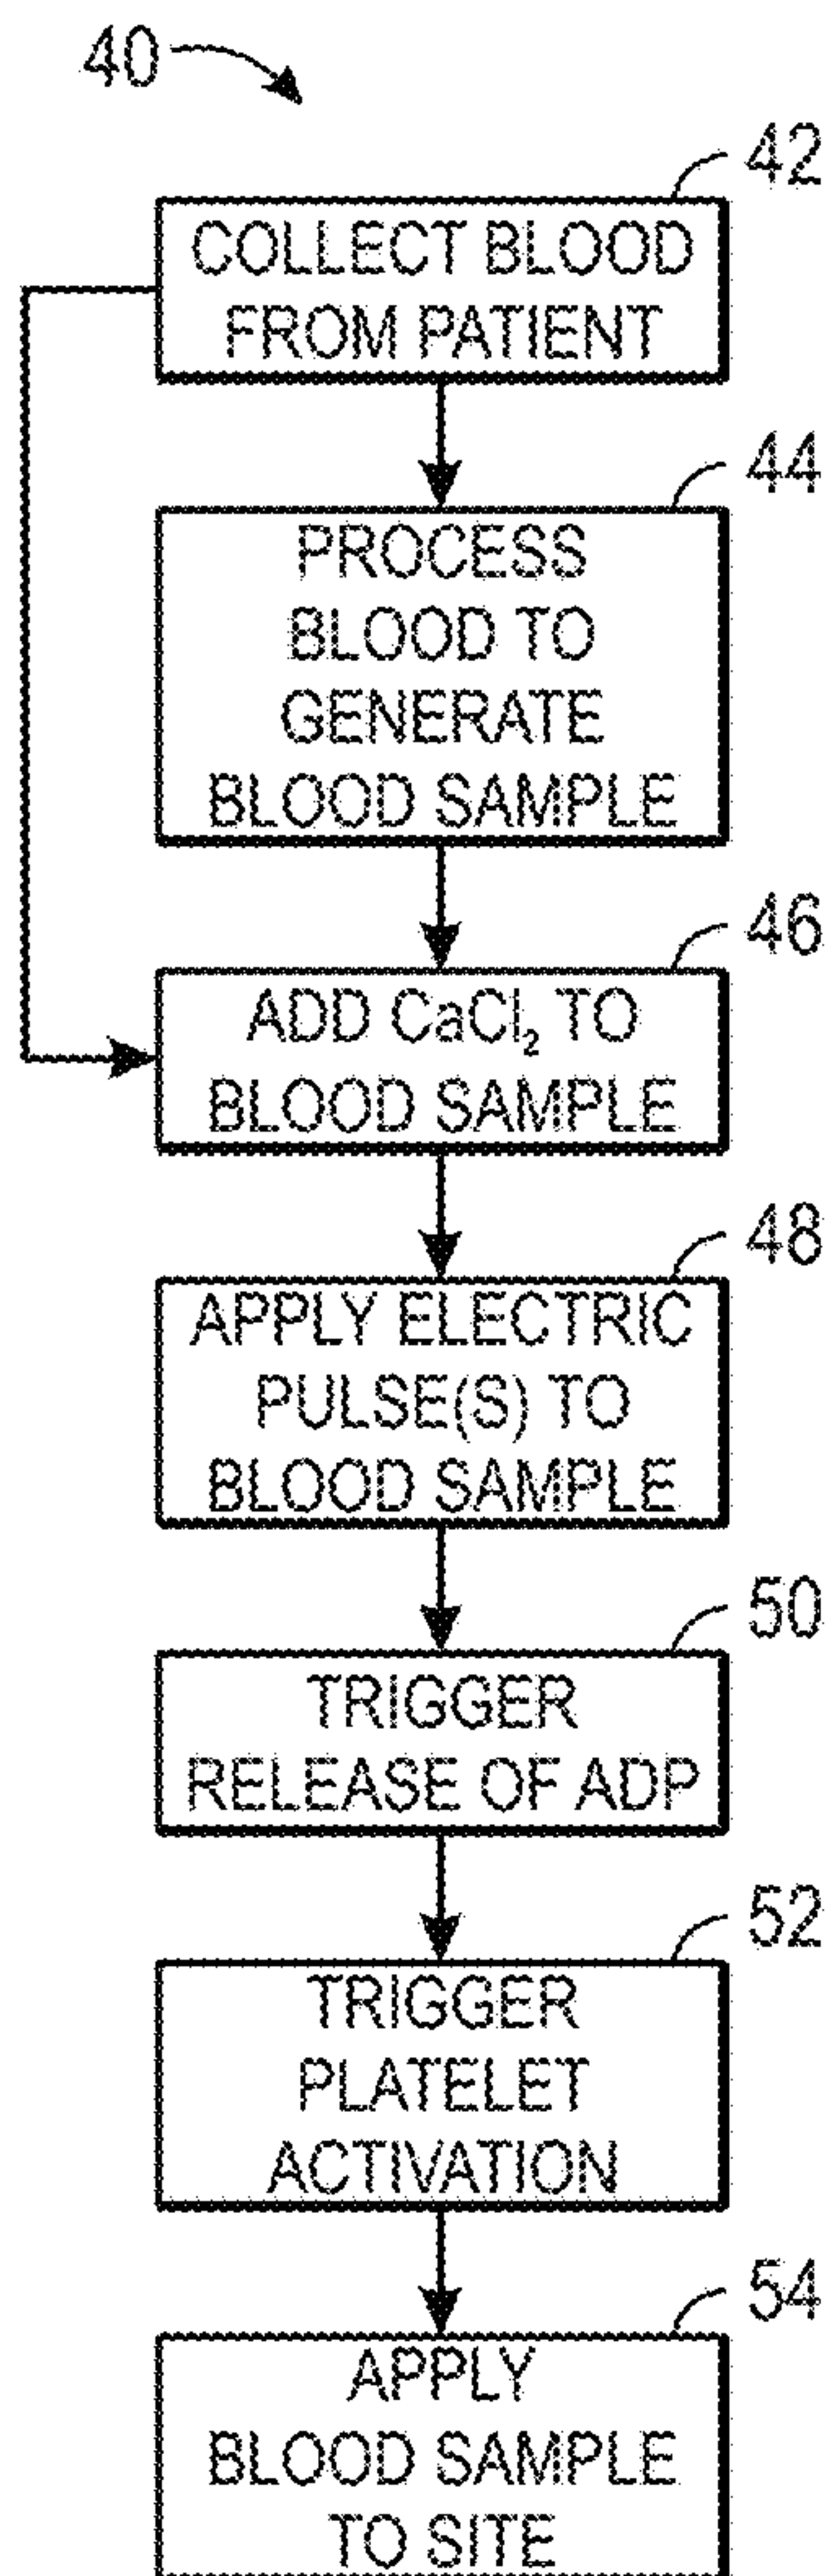 40
42
COLLECT BLOOD
FROM PATIENT
44
PROCESS
BLOOD TO
GENERATE
BLOOD SAMPLE
46
ADD CaCl₂ TO
BLOOD SAMPLE
48
APPLY ELECTRIC
PULSE(S) TO
BLOOD SAMPLE
50
TRIGGER
RELEASE OF ADP
52
TRIGGER
PLATELET
ACTIVATION
54
APPLY
BLOOD SAMPLE
TO SITE